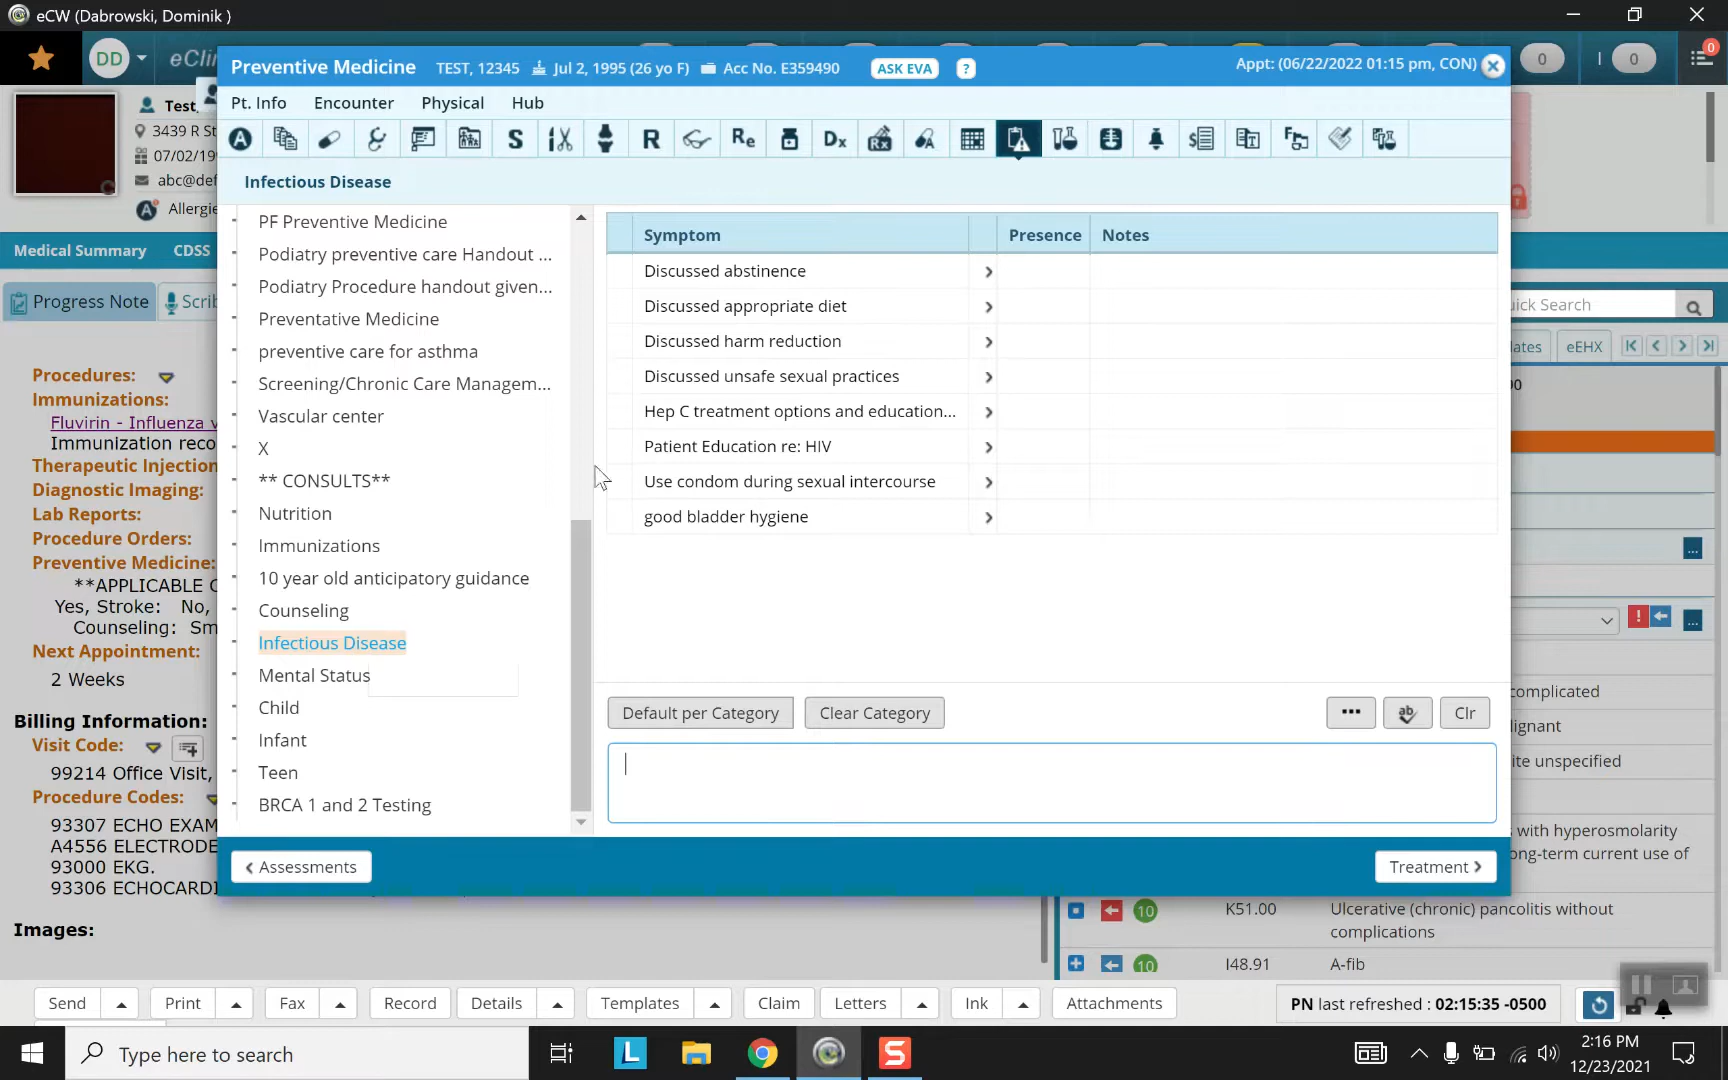 eCW (Dabrowski, Dominik )
DD
eClin
0
0
0
Preventive Medicine TEST, 12345 Jul 2, 1995 (26 yo F) Acc No. E359490 ASK EVA ?
Appt: (06/22/2022 01:15 pm, CON)
Pt. Info Encounter Physical Hub
A S R Re Dx Rx
Infectious Disease
Test,
3439 R St
07/02/19
abc@def
Allergie
Medical Summary CDSS
Progress Note Scrib
Procedures:
Immunizations:
Fluvirin - Influenza v
Immunization reco
Therapeutic Injection
Diagnostic Imaging:
Lab Reports:
Procedure Orders:
Preventive Medicine:
**APPLICABLE C
Yes, Stroke: No,
Counseling: Sm
Next Appointment:
2 Weeks
Billing Information:
Visit Code:
99214 Office Visit,
Procedure Codes:
93307 ECHO EXAM
A4556 ELECTRODE
93000 EKG.
93306 ECHOCARDI
Images:
PF Preventive Medicine
Podiatry preventive care Handout ...
Podiatry Procedure handout given...
Preventative Medicine
preventive care for asthma
Screening/Chronic Care Managem...
Vascular center
X
** CONSULTS**
Nutrition
Immunizations
10 year old anticipatory guidance
Counseling
Infectious Disease
Mental Status
Child
Infant
Teen
BRCA 1 and 2 Testing
Symptom Presence Notes
Discussed abstinence
Discussed appropriate diet
Discussed harm reduction
Discussed unsafe sexual practices
Hep C treatment options and education...
Patient Education re: HIV
Use condom during sexual intercourse
good bladder hygiene
Default per Category Clear Category ... ab Clr
Assessments
Treatment
uick Search
ates eEHX
00
complicated
lignant
ite unspecified
with hyperosmolarity
ong-term current use of
10 K51.00 Ulcerative (chronic) pancolitis without
complications
10 I48.91 A-fib
Send Print Fax Record Details Templates Claim Letters Ink Attachments
PN last refreshed : 02:15:35 -0500
Type here to search
L
S
2:16 PM
12/23/2021